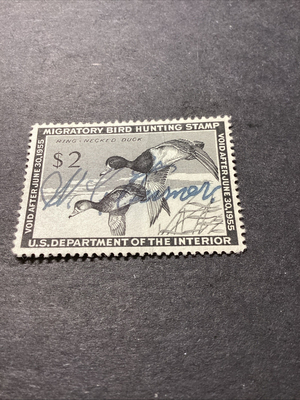 MIGRATORY BIRD HUNTING STAMP
RING-NECKED DUCK
$2
VOID AFTER JUNE 30, 1955
VOID AFTER JUNE 30, 1955
U.S. DEPARTMENT OF THE INTERIOR